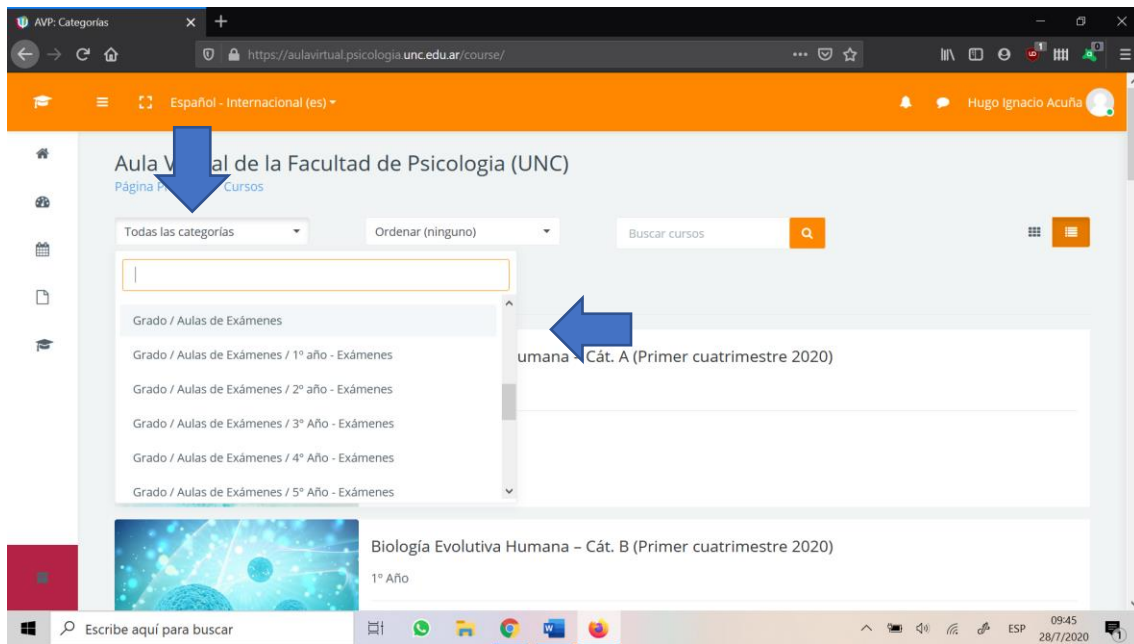 AVP: Categorías
https://aulavirtual.psicologia.unc.edu.ar/course/
Español - Internacional (es)
Hugo Ignacio Acuña
Aula V al de la Facultad de Psicologia (UNC)
Página P Cursos
Todas las categorías
Ordenar (ninguno)
Buscar cursos
Grado / Aulas de Exámenes
Grado / Aulas de Exámenes / 1º año - Exámenes
umana - Cát. A (Primer cuatrimestre 2020)
Grado / Aulas de Exámenes / 2º año - Exámenes
Grado / Aulas de Exámenes / 3° Año - Exámenes
Grado / Aulas de Exámenes / 4° Año - Exámenes
Grado / Aulas de Exámenes / 5° Año - Exámenes
Biología Evolutiva Humana – Cát. B (Primer cuatrimestre 2020)
1º Año
Escribe aquí para buscar
ESP
09:45
28/7/2020